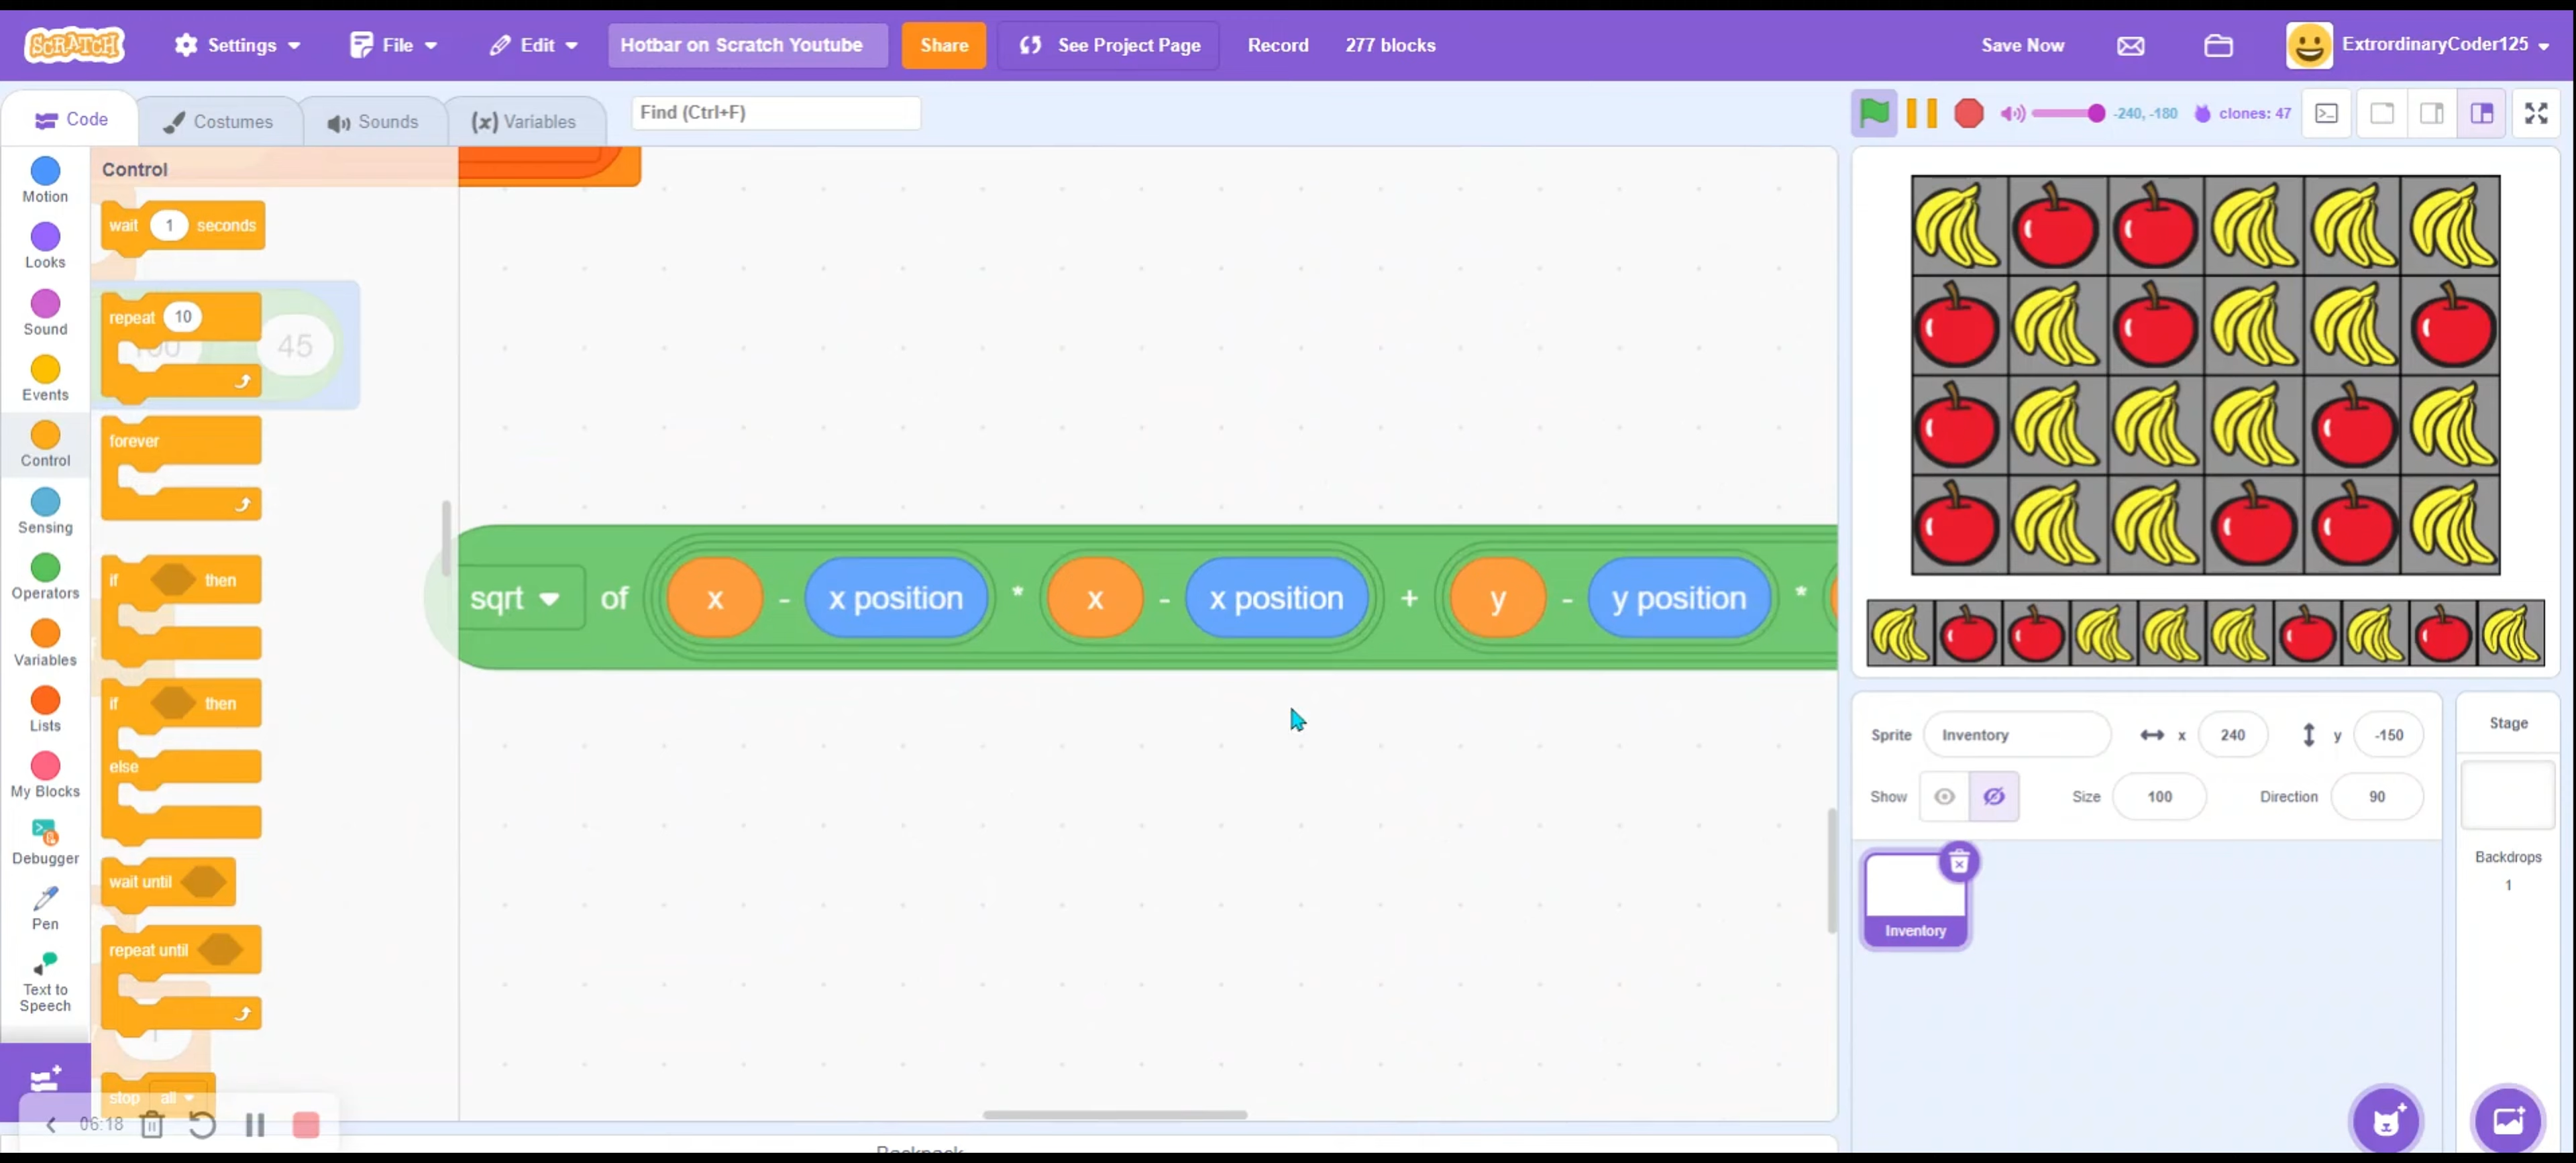 SCRATCH Settings File Edit Hotbar on Scratch Youtube Share See Project Page Record 277 blocks Save Now ExtrordinaryCoder125
Code Costumes Sounds (x) Variables Find (Ctrl+F) -240, -180 clones: 47
Motion
Looks
Sound
Events
Control
Sensing
Operators
Variables
Lists
My Blocks
Debugger
Pen
Text to
Speech
Control
wait 1 seconds
repeat 10
45
forever
if then
if then
else
wait until
repeat until
stop all
06:18
sqrt of x - x position * x - x position + y - y position *
Sprite Inventory x 240 y -150
Show Size 100 Direction 90
Inventory
Stage
Backdrops
1